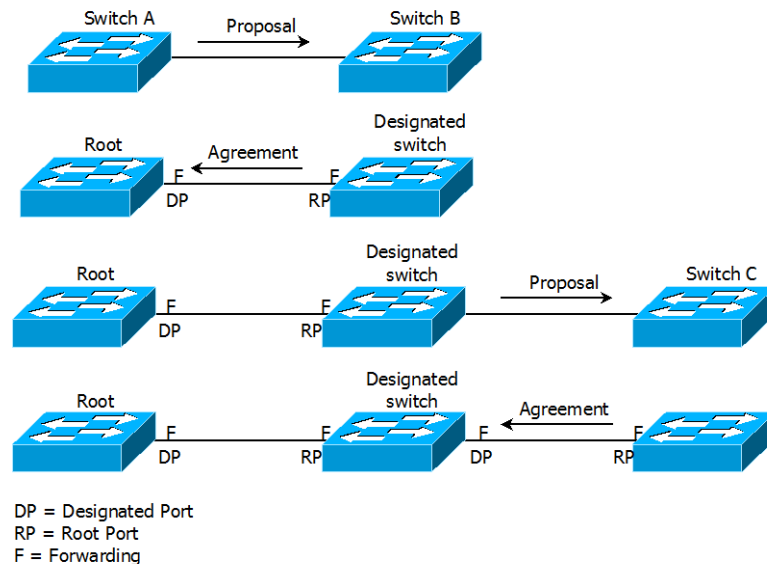 Switch A
Proposal
Switch B
Root
Agreement
Designated
switch
F
F
DP
RP
Root
Designated
switch
Proposal
Switch C
F
F
DP
RP
Root
Designated
switch
Agreement
F
F
F
F
DP
RP
DP
RP
DP = Designated Port
RP = Root Port
F = Forwarding